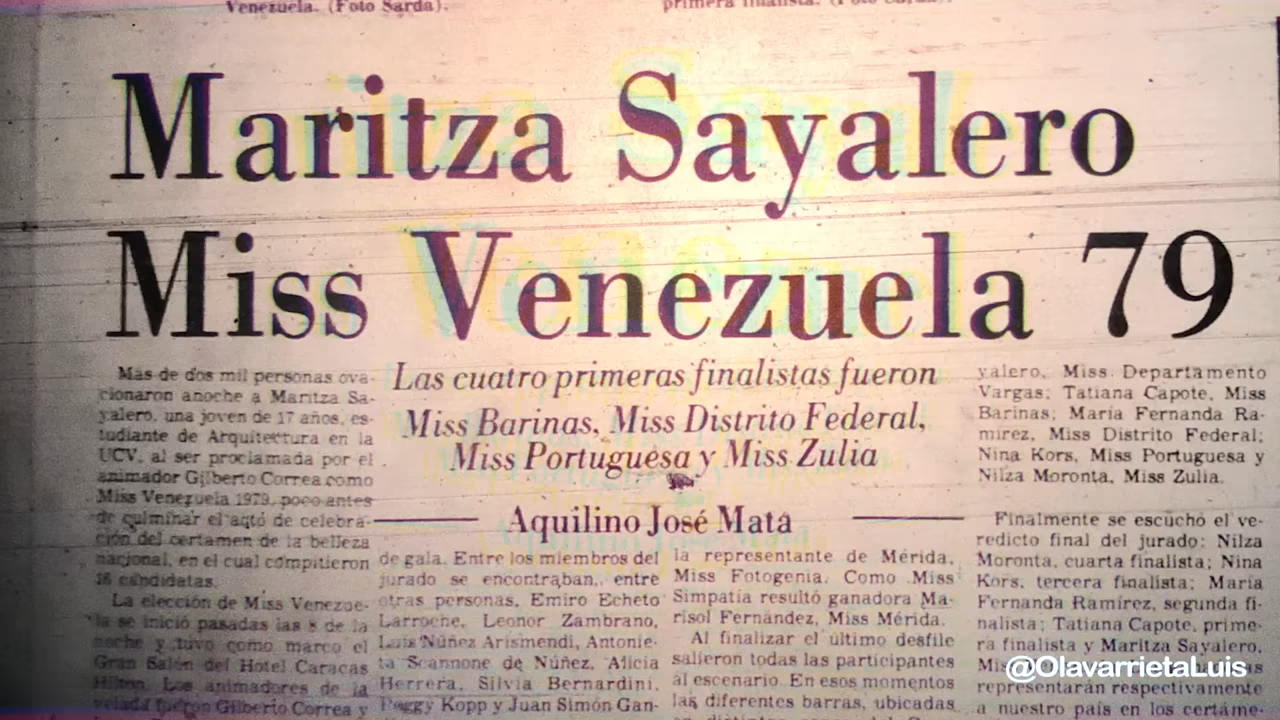 Venezuela. (Foto Sarda).
primera finalista. (Foto Sarda).
Maritza Sayalero
Miss Venezuela 79
Las cuatro primeras finalistas fueron
Miss Barinas, Miss Distrito Federal,
Miss Portuguesa y Miss Zulia
Aquilino José Mata
Más de dos mil personas ova-
cionaron anoche a Maritza Sa-
yalero, una joven de 17 años, es-
tudiante de Arquitectura en la
UCV, al ser proclamada por el
animador Gilberto Correa como
Miss Venezuela 1979, poco antes
de culminar el acto de celebra-
ción del certamen de la belleza
nacional, en el cual compitieron
16 candidatas.
La elección de Miss Venezue-
la se inició pasadas las 8 de la
noche y tuvo como marco el
Gran Salón del Hotel Caracas
Hilton. Los animadores de la
velada fueron Gilberto Correa y
de gala. Entre los miembros del
jurado se encontraban, entre
otras personas, Emiro Echeto
Larroche, Leonor Zambrano,
Luis Núñez Arismendi, Antonie-
ta Scannone de Núñez, Alicia
Herrera, Silvia Bernardini,
Peggy Kopp y Juan Simón Gan-
la representante de Mérida,
Miss Fotogenia. Como Miss
Simpatía resultó ganadora Ma-
risol Fernández, Miss Mérida.
Al finalizar el último desfile
salieron todas las participantes
al escenario. En esos momentos
las diferentes barras, ubicadas
yalero, Miss Departamento
Vargas; Tatiana Capote, Miss
Barinas; María Fernanda Ra-
mírez, Miss Distrito Federal;
Nina Kors, Miss Portuguesa y
Nilza Moronta, Miss Zulia.
Finalmente se escuchó el ve-
redicto final del jurado: Nilza
Moronta, cuarta finalista; Nina
Kors, tercera finalista; María
Fernanda Ramírez, segunda fi-
nalista; Tatiana Capote, prime-
ra finalista y Maritza Sayalero,
representarán respectivamente
a nuestro país en los certáme-
@OlavarrietaLuis